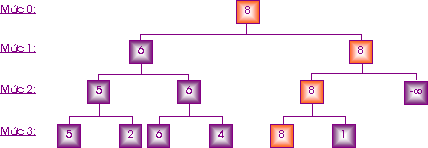 Mức 0: 8
Mức 1: 6 8
Mức 2: 5 6 8 -∞
Mức 3: 5 2 6 4 8 1